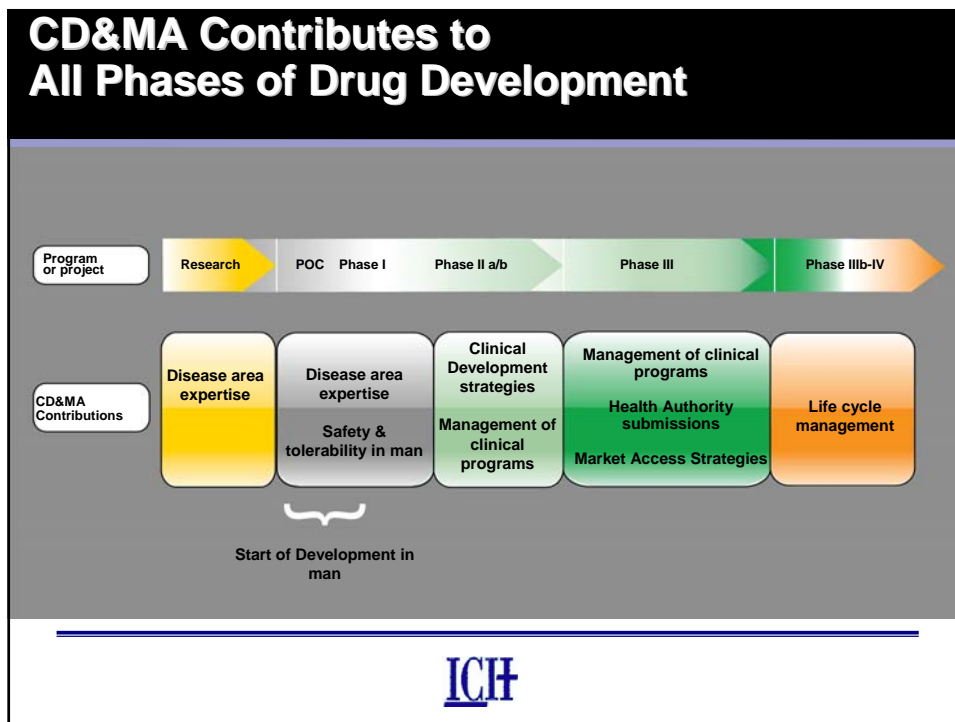 CD&MA Contributes to
All Phases of Drug Development
Program
or project
Research
POC Phase I
Phase II a/b
Phase III
Phase IIIb-IV
CD&MA
Contributions
Disease area
expertise
Disease area
expertise
Safety &
tolerability in man
Clinical
Development
strategies
Management of
clinical
programs
Management of clinical
programs
Health Authority
submissions
Market Access Strategies
Life cycle
management
Start of Development in
man
ICH